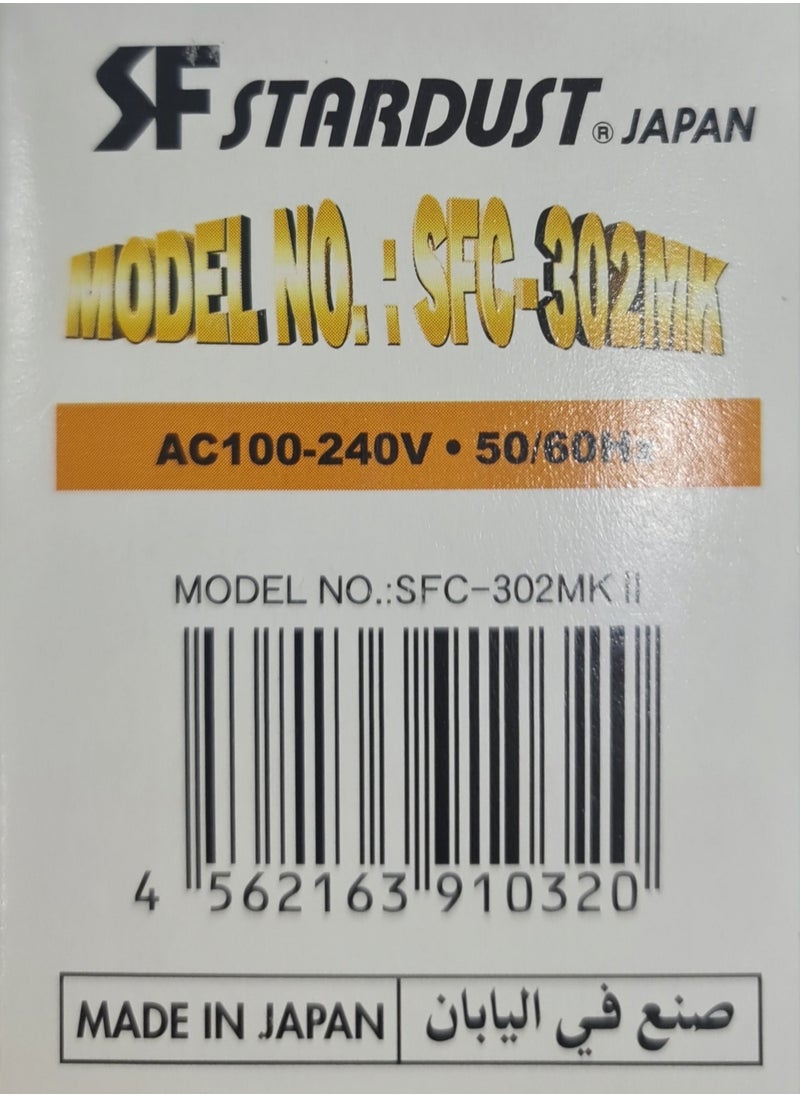 SF STARDUST® JAPAN
MODEL NO.: SFC-302MK
AC100-240V • 50/60Hz
MODEL NO.:SFC-302MK II
4 562163 910320
MADE IN JAPAN
صنع في اليابان